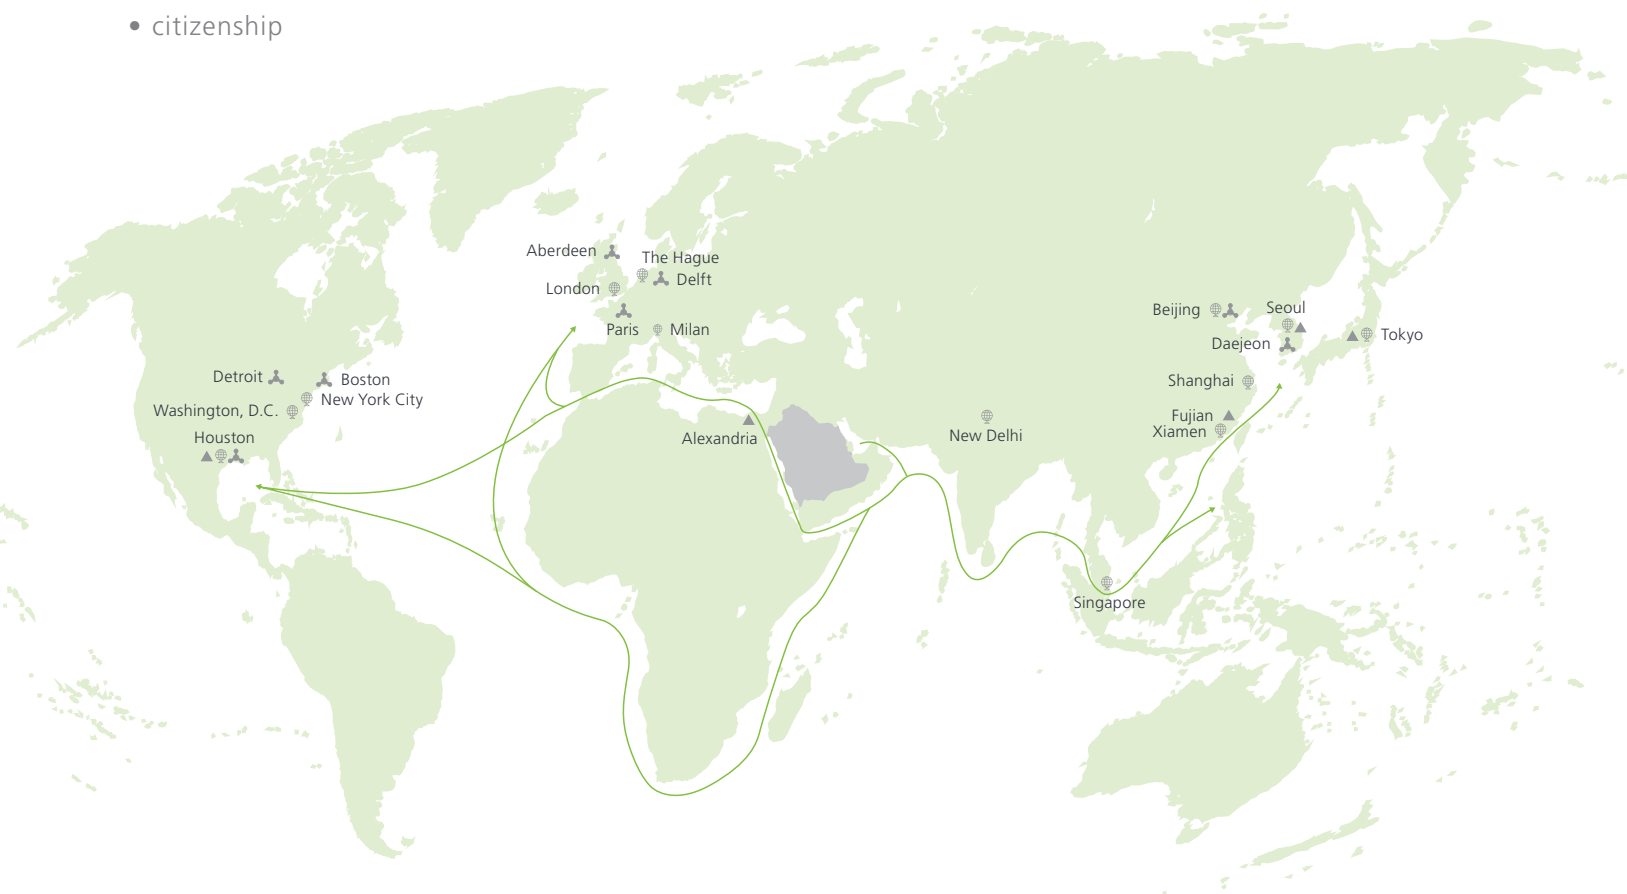 • citizenship
Aberdeen
The Hague
Delft
London
Paris
Milan
Beijing
Seoul
Daejeon
Tokyo
Detroit
Boston
New York City
Washington, D.C.
Shanghai
Houston
Fujian
Xiamen
Alexandria
New Delhi
Singapore